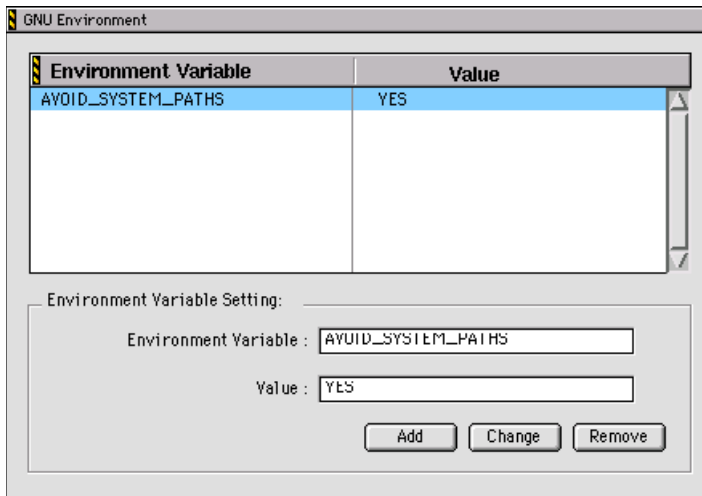 GNU Environment
Environment Variable Value
AVOID_SYSTEM_PATHS YES
Environment Variable Setting:
Environment Variable : AVOID_SYSTEM_PATHS
Value : YES
Add Change Remove